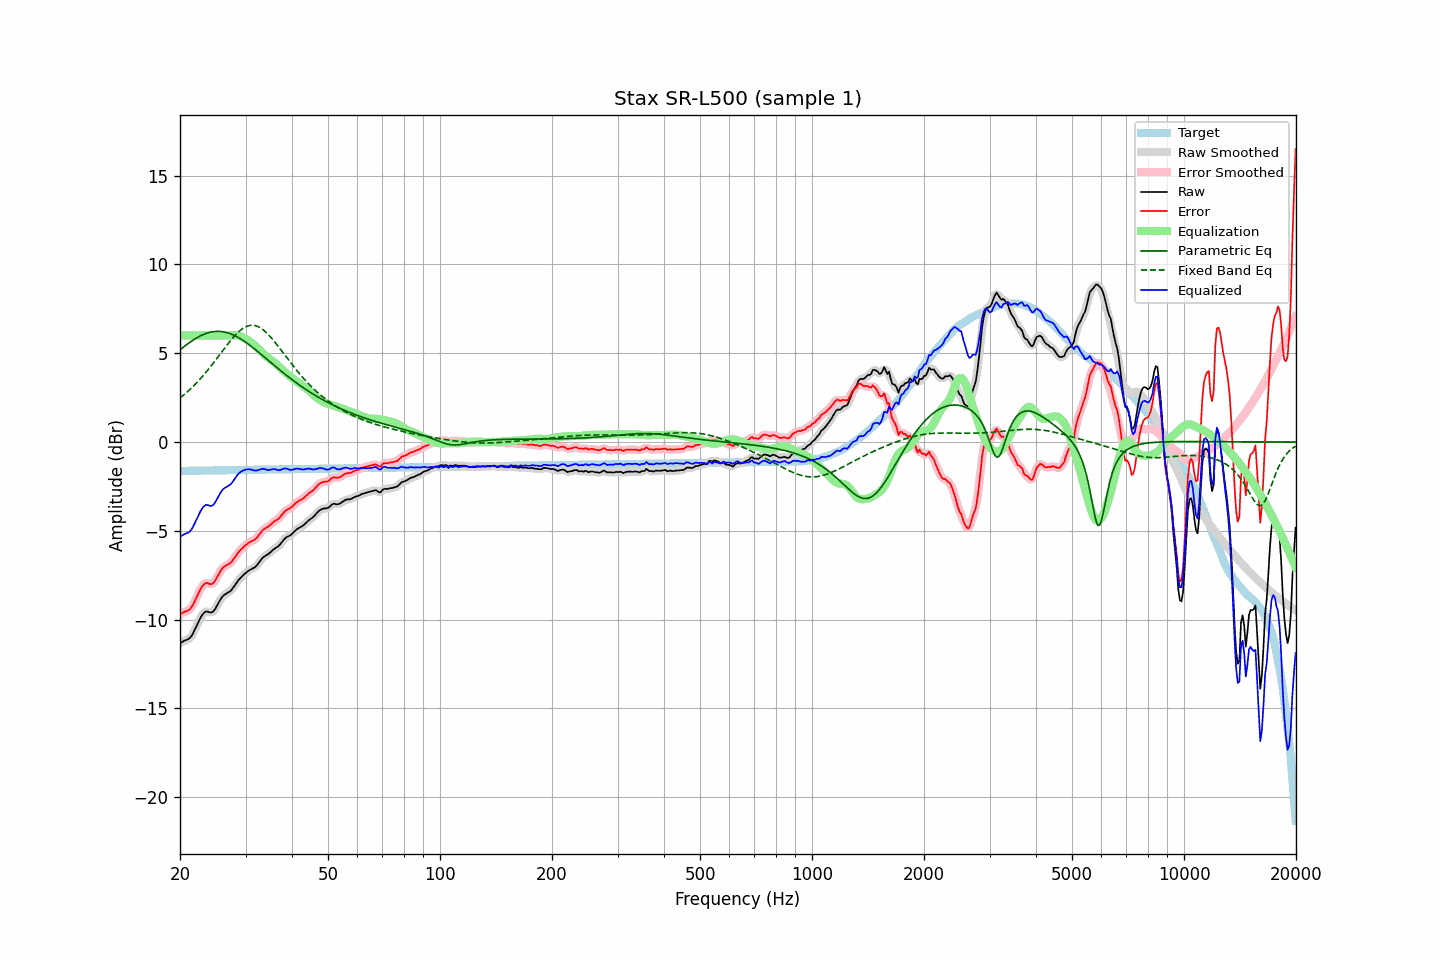 Stax SR-L500 (sample 1)
Target
Raw Smoothed
Error Smoothed
Raw
Error
Equalization
Parametric Eq
Fixed Band Eq
Equalized
15
10
5
0
−5
−10
−15
−20
Amplitude (dBr)
20 50 100 200 500 1000 2000 5000 10000 20000
Frequency (Hz)